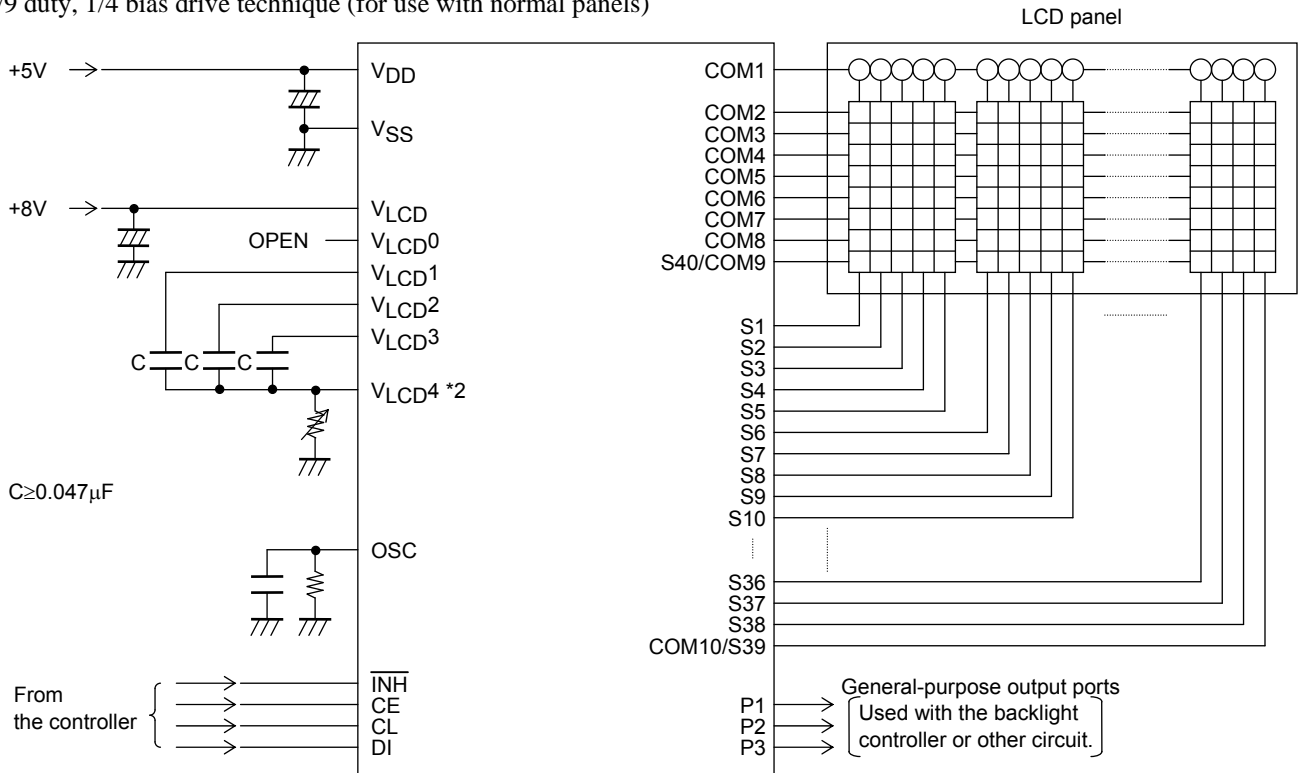 /9 duty, 1/4 bias drive technique (for use with normal panels)
LCD panel
+5V
VDD
VSS
+8V
VLCD
OPEN
VLCD0
VLCD1
VLCD2
VLCD3
C
C
C
VLCD4 *2
C≥0.047μF
OSC
From
the controller
INH
CE
CL
DI
COM1
COM2
COM3
COM4
COM5
COM6
COM7
COM8
S40/COM9
S1
S2
S3
S4
S5
S6
S7
S8
S9
S10
S36
S37
S38
COM10/S39
P1
P2
P3
General-purpose output ports
Used with the backlight
controller or other circuit.